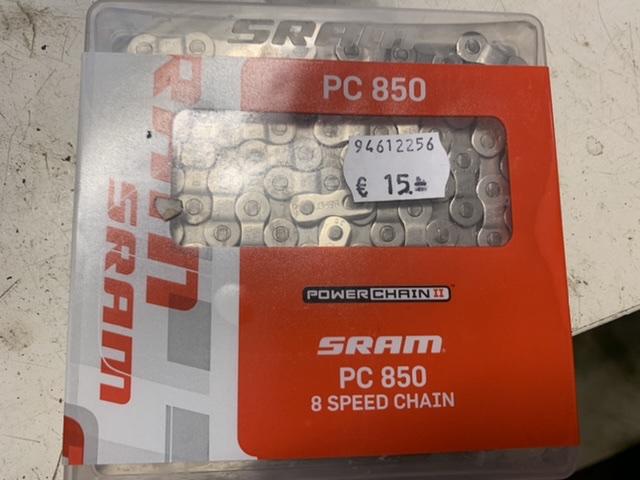 SRAM
PC 850
94612256
€ 15.-
SRAM
POWERCHAIN II
SRAM
PC 850
8 SPEED CHAIN